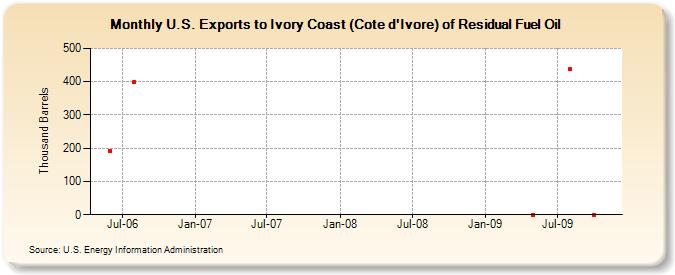 Monthly U.S. Exports to Ivory Coast (Cote d'Ivore) of Residual Fuel Oil
Thousand Barrels
500
400
300
200
100
0
Jul-06
Jan-07
Jul-07
Jan-08
Jul-08
Jan-09
Jul-09
Source: U.S. Energy Information Administration